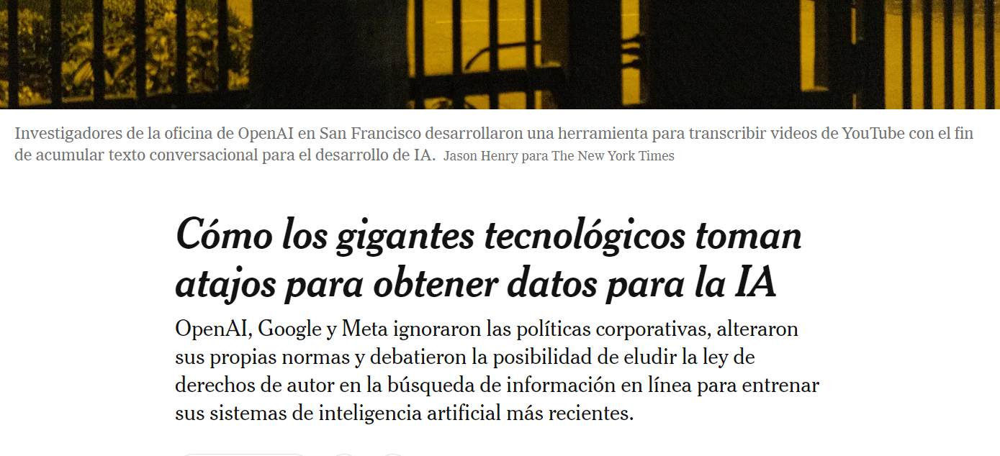 Investigadores de la oficina de OpenAI en San Francisco desarrollaron una herramienta para transcribir videos de YouTube con el fin
de acumular texto conversacional para el desarrollo de IA. Jason Henry para The New York Times
Cómo los gigantes tecnológicos toman
atajos para obtener datos para la IA
OpenAI, Google y Meta ignoraron las políticas corporativas, alteraron
sus propias normas y debatieron la posibilidad de eludir la ley de
derechos de autor en la búsqueda de información en línea para entrenar
sus sistemas de inteligencia artificial más recientes.